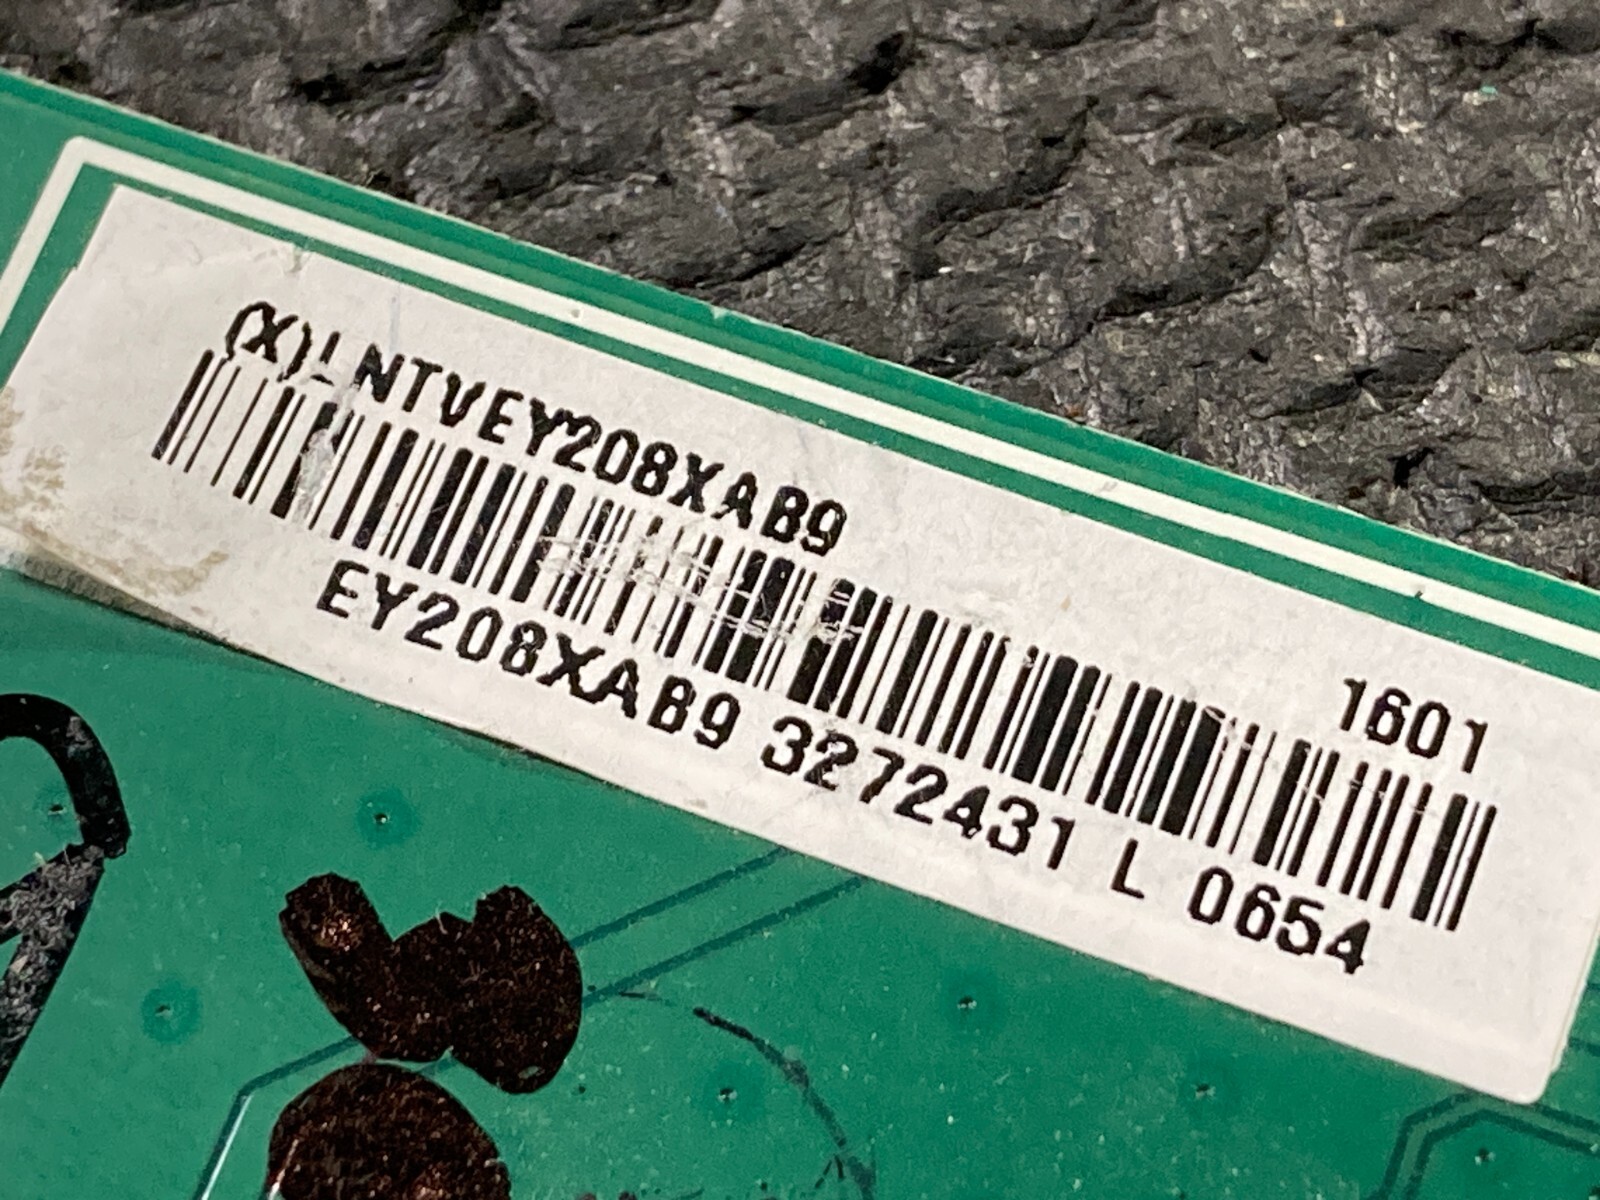 (X)LNTVEY208XAB9
1601
EY208XAB9 3272431 L 0654